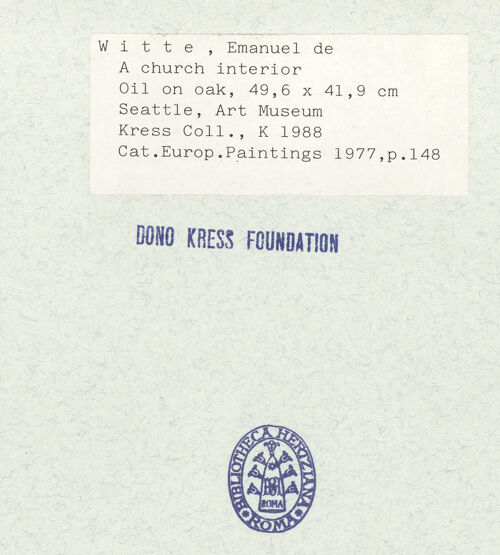 W i t t e , Emanuel de
A church interior
Oil on oak, 49,6 x 41,9 cm
Seattle, Art Museum
Kress Coll., K 1988
Cat.Europ.Paintings 1977,p.148
DONO KRESS FOUNDATION
BIBLIOTHECA HERTZIANA
ROMA
ROMA